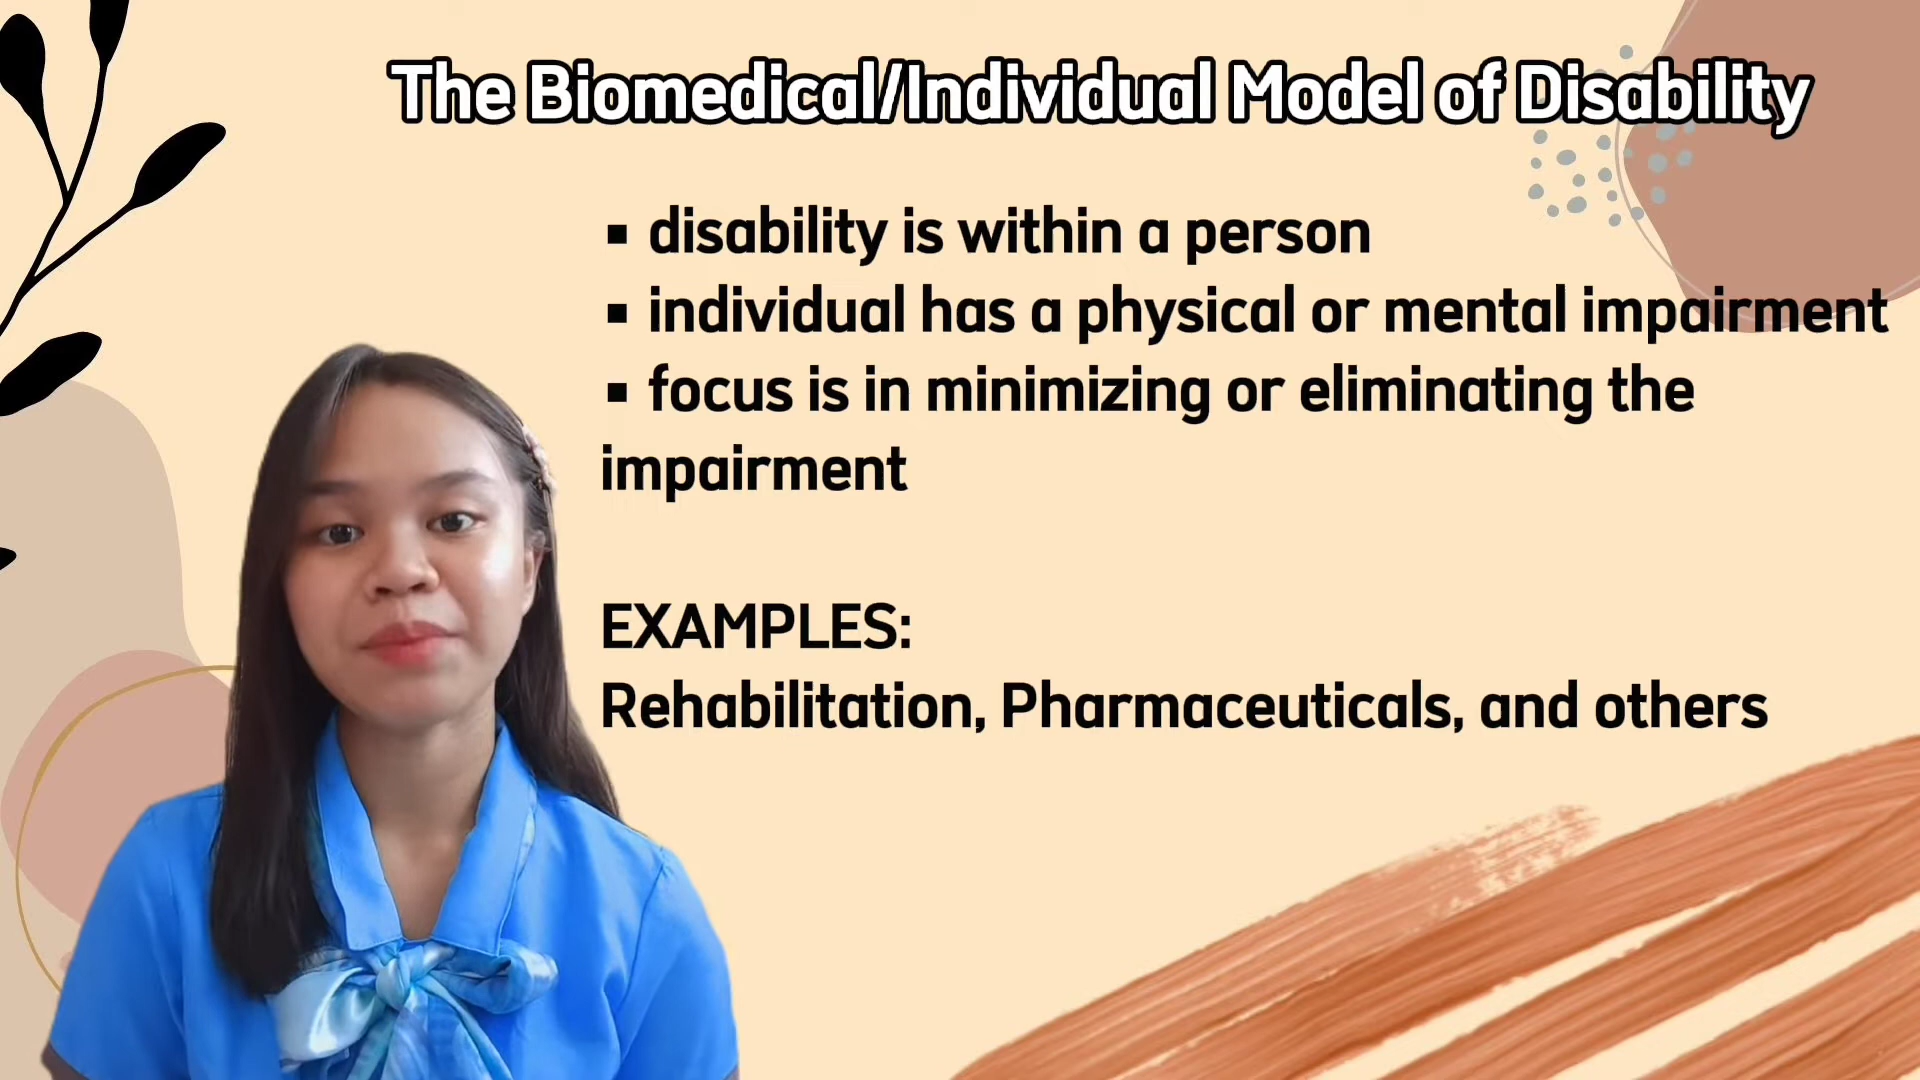 The Biomedical/Individual Model of Disability
▪ disability is within a person
▪ individual has a physical or mental impairment
▪ focus is in minimizing or eliminating the
impairment
EXAMPLES:
Rehabilitation, Pharmaceuticals, and others